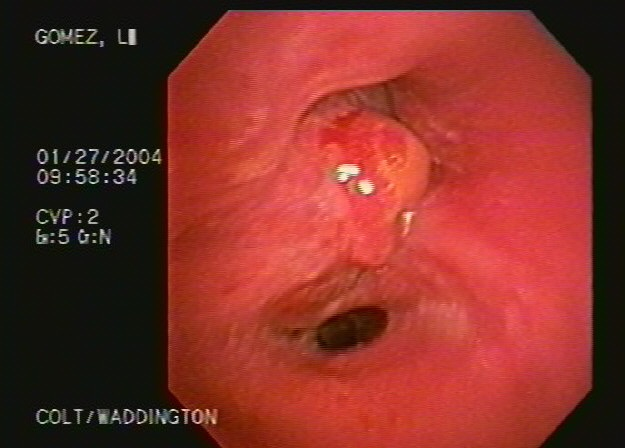 GOMEZ, L
01/27/2004
09:58:34
CVP:2
E:5 G:N
COLT/WADDINGTON